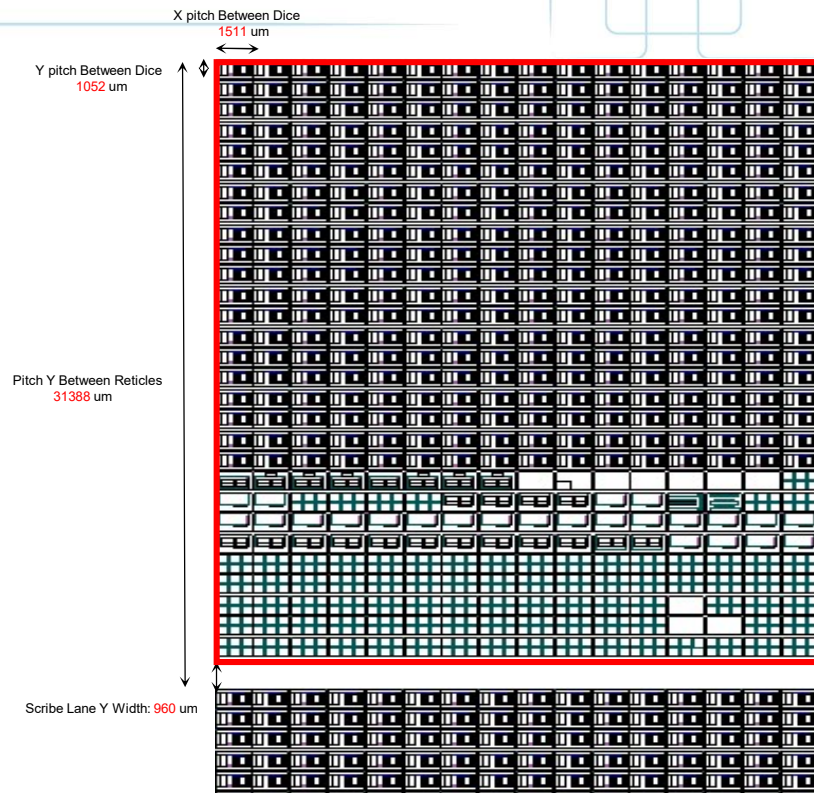 X pitch Between Dice
1511 um
Y pitch Between Dice
1052 um
Pitch Y Between Reticles
31388 um
Scribe Lane Y Width: 960 um